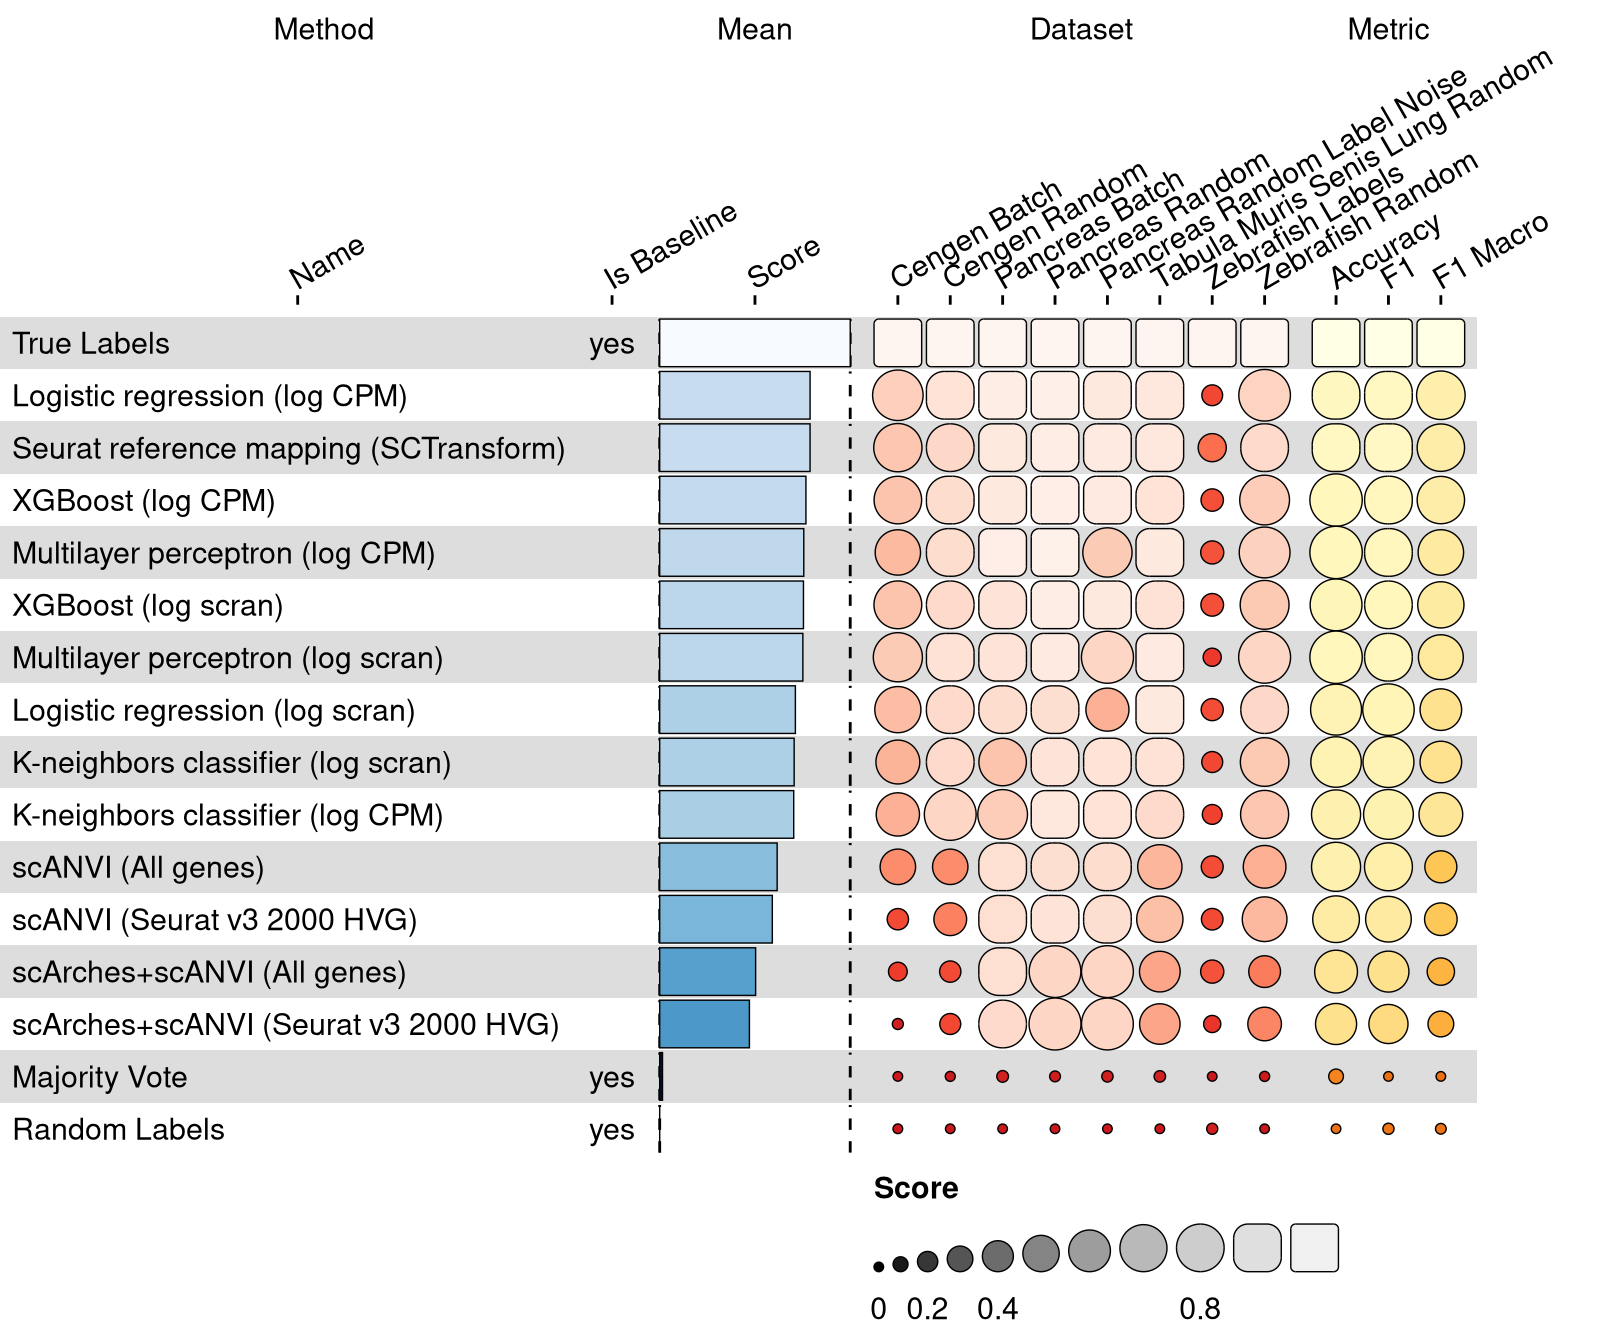 Method Mean Dataset Metric
Name Is Baseline Score Cengen Batch Cengen Random Pancreas Batch Pancreas Random Pancreas Random Label Noise Tabula Muris Senis Lung Random Zebrafish Labels Zebrafish Random Accuracy F1 F1 Macro
True Labels yes
Logistic regression (log CPM)
Seurat reference mapping (SCTransform)
XGBoost (log CPM)
Multilayer perceptron (log CPM)
XGBoost (log scran)
Multilayer perceptron (log scran)
Logistic regression (log scran)
K-neighbors classifier (log scran)
K-neighbors classifier (log CPM)
scANVI (All genes)
scANVI (Seurat v3 2000 HVG)
scArches+scANVI (All genes)
scArches+scANVI (Seurat v3 2000 HVG)
Majority Vote yes
Random Labels yes
Score
0 0.2 0.4 0.8